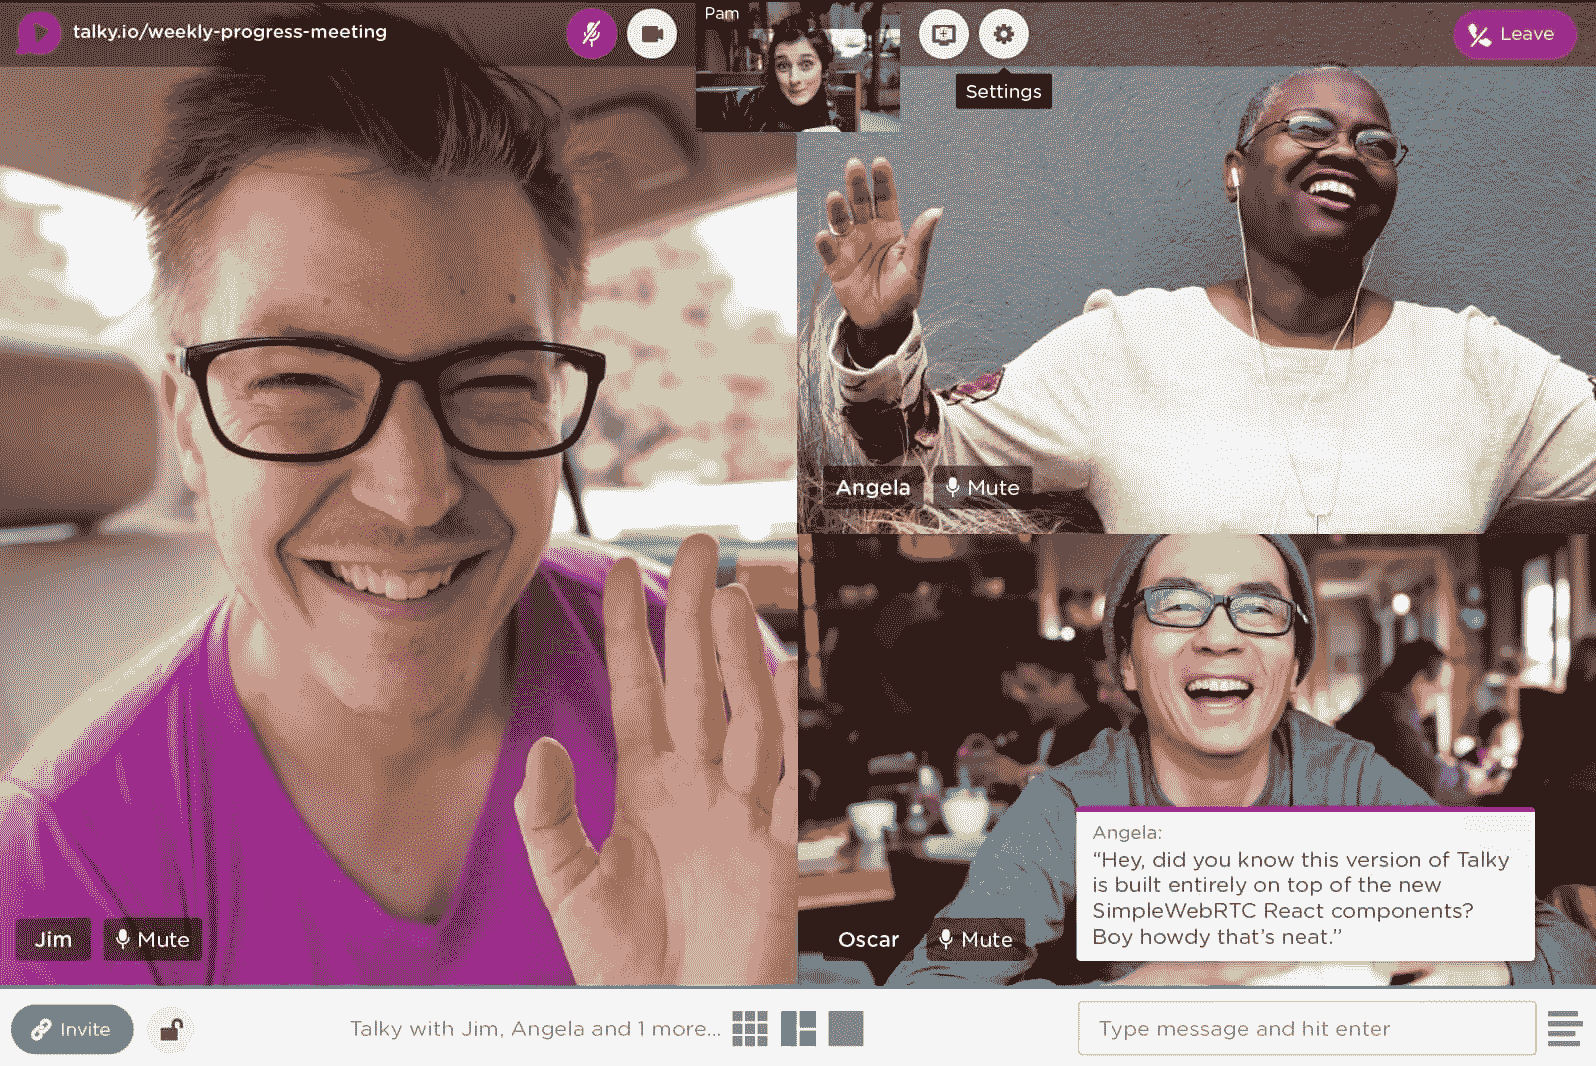 talky.io/weekly-progress-meeting
Pam
Leave
Settings
Angela
Mute
Jim
Mute
Oscar
Mute
Angela:
“Hey, did you know this version of Talky
is built entirely on top of the new
SimpleWebRTC React components?
Boy howdy that’s neat.”
Invite
Talky with Jim, Angela and 1 more...
Type message and hit enter